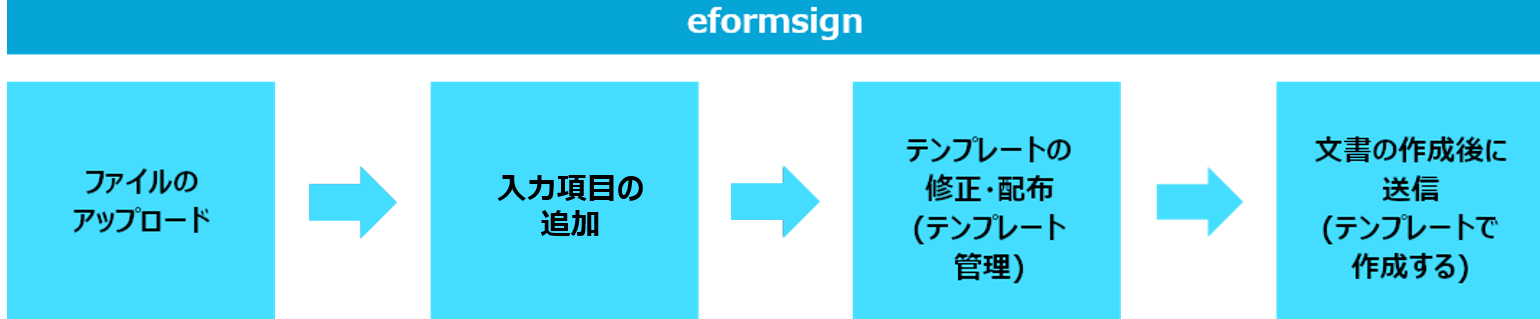 eformsign
ファイルの
アップロード
入力項目の
追加
テンプレートの
修正・配布
(テンプレート
管理)
文書の作成後に
送信
(テンプレートで
作成する)